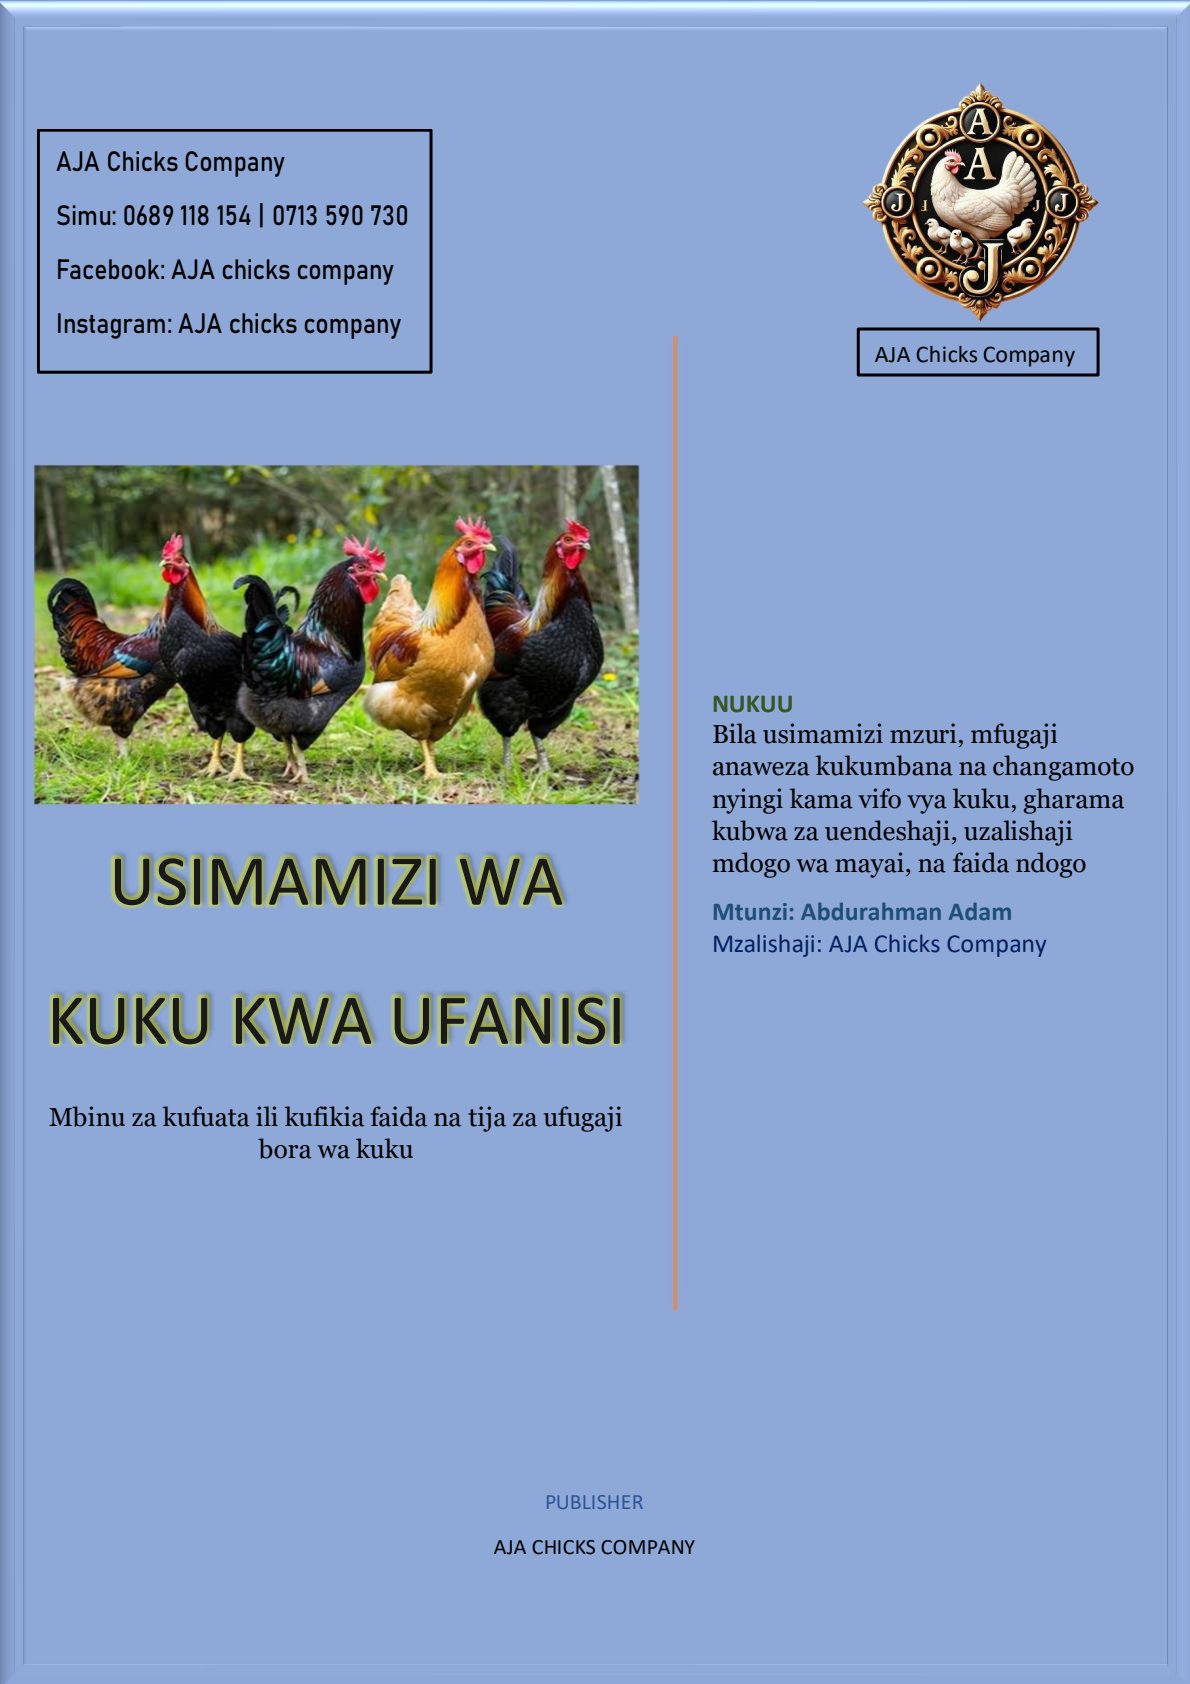 AJA Chicks Company
Simu: 0689 118 154 | 0713 590 730
Facebook: AJA chicks company
Instagram: AJA chicks company
A
A
J
J
J
J
J
AJA Chicks Company
USIMAMIZI WA
KUKU KWA UFANISI
Mbinu za kufuata ili kufikia faida na tija za ufugaji
bora wa kuku
NUKUU
Bila usimamizi mzuri, mfugaji
anaweza kukumbana na changamoto
nyingi kama vifo vya kuku, gharama
kubwa za uendeshaji, uzalishaji
mdogo wa mayai, na faida ndogo
Mtunzi: Abdurahman Adam
Mzalishaji: AJA Chicks Company
PUBLISHER
AJA CHICKS COMPANY